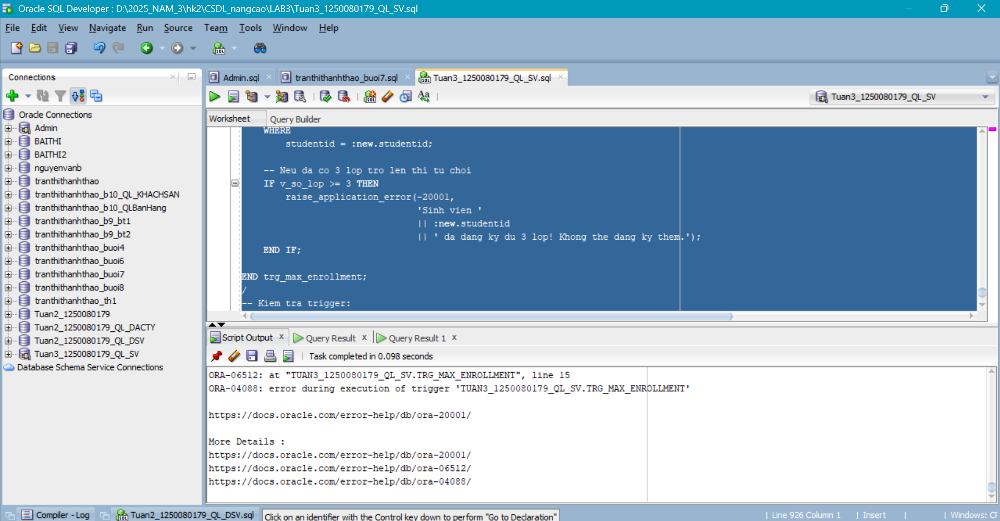 Oracle SQL Developer : D:\2025_NAM_3\hk2\CSDL_nangcao\LAB3\Tuan3_1250080179_QL_SV.sql
File Edit View Navigate Run Source Team Tools Window Help
Connections
Oracle Connections
Admin
BAITHI
BAITHI2
nguyenvanb
tranthithanhthao
tranthithanhthao_b10_QL_KHACHSAN
tranthithanhthao_b10_QLBanHang
tranthithanhthao_b9_bt1
tranthithanhthao_b9_bt2
tranthithanhthao_buoi4
tranthithanhthao_buoi6
tranthithanhthao_buoi7
tranthithanhthao_buoi8
tranthithanhthao_th1
Tuan2_1250080179
Tuan2_1250080179_QL_DACTY
Tuan2_1250080179_QL_DSV
Tuan3_1250080179_QL_SV
Database Schema Service Connections
Admin.sql tranthithanhthao_buoi7.sql Tuan3_1250080179_QL_SV.sql
Tuan3_1250080179_QL_SV
Worksheet Query Builder
WHERE
studentid = :new.studentid;
-- Neu da co 3 lop tro len thi tu choi
IF v_so_lop >= 3 THEN
raise_application_error(-20001,
'Sinh vien '
|| :new.studentid
|| ' da dang ky du 3 lop! Khong the dang ky them.');
END IF;
END trg_max_enrollment;
/
-- Kiem tra trigger:
Script Output Query Result Query Result 1
Task completed in 0.098 seconds
ORA-06512: at "TUAN3_1250080179_QL_SV.TRG_MAX_ENROLLMENT", line 15
ORA-04088: error during execution of trigger 'TUAN3_1250080179_QL_SV.TRG_MAX_ENROLLMENT'
https://docs.oracle.com/error-help/db/ora-20001/
More Details :
https://docs.oracle.com/error-help/db/ora-20001/
https://docs.oracle.com/error-help/db/ora-06512/
https://docs.oracle.com/error-help/db/ora-04088/
Compiler - Log Tuan2_1250080179_QL_DSV.sql Click on an identifier with the Control key down to perform "Go to Declaration" | Line 926 Column 1 | Insert | | Windows: CF